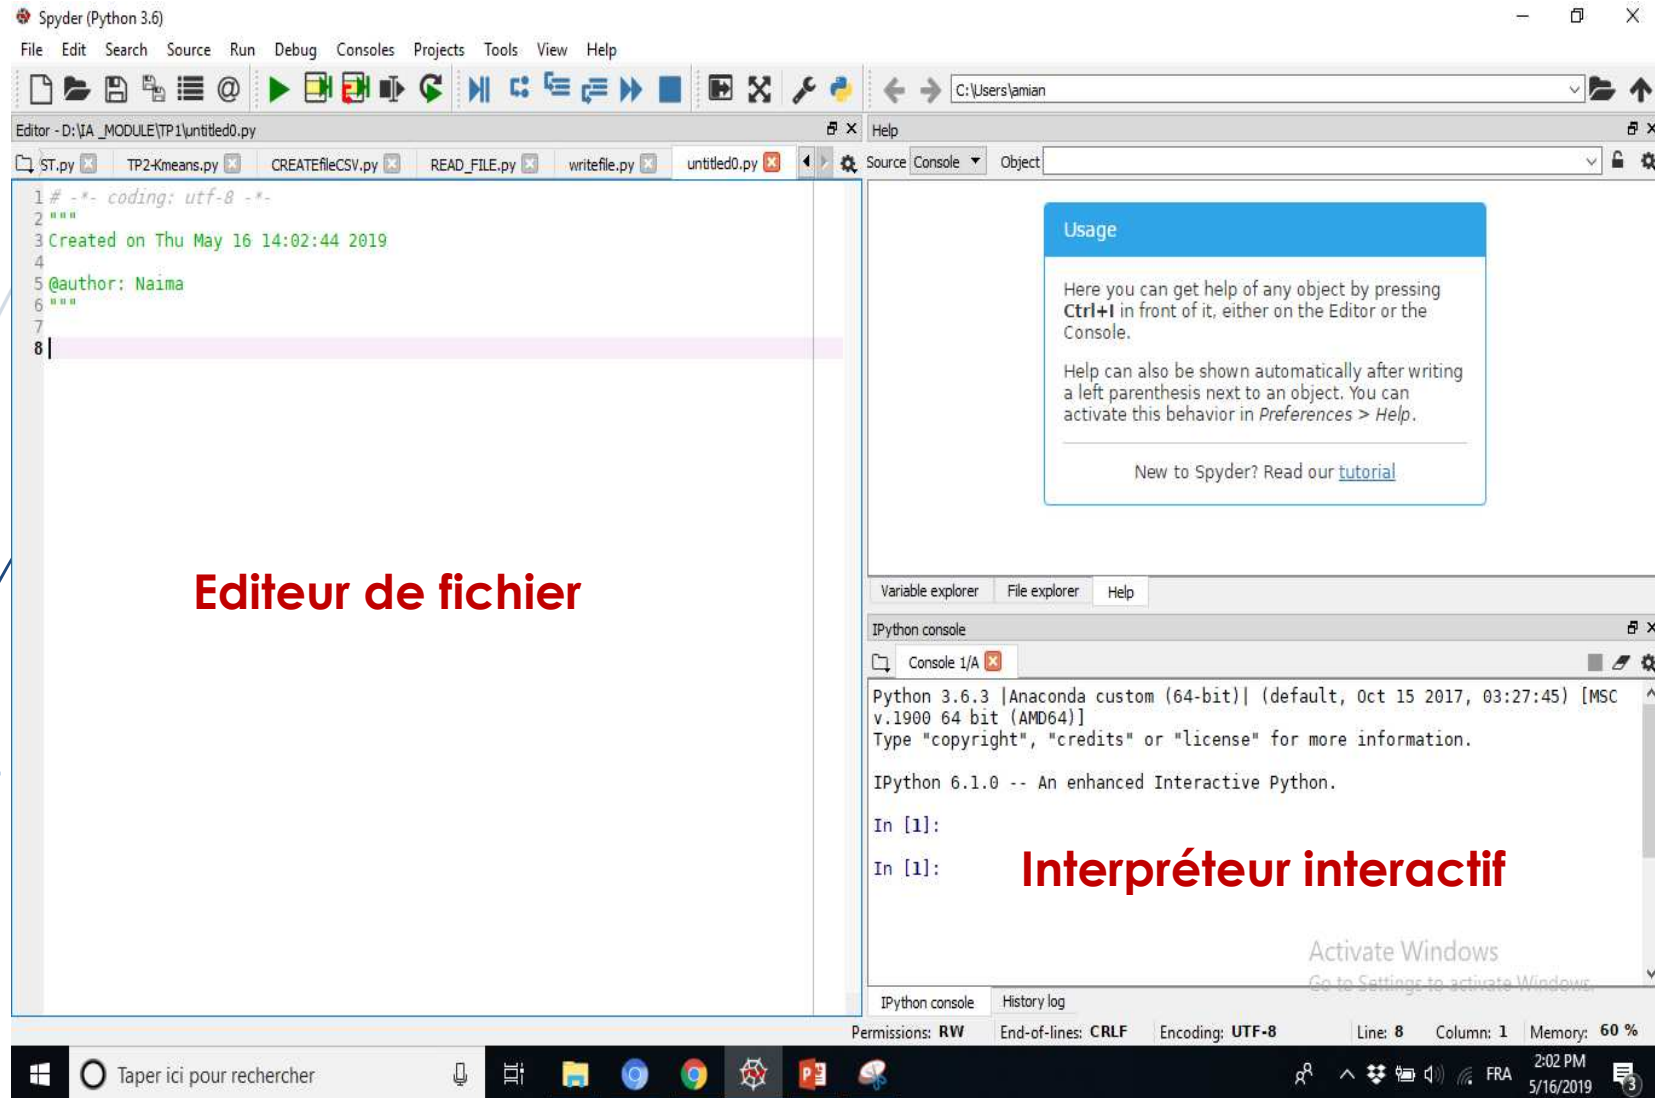 Spyder (Python 3.6)
File Edit Search Source Run Debug Consoles Projects Tools View Help
C:\Users\amian
Editor - D:\IA _MODULE\TP1\untitled0.py
Help
ST.py TP2-Kmeans.py CREATEfileCSV.py READ_FILE.py writefile.py untitled0.py
Source Console Object
1 # -*- coding: utf-8 -*-
2 """
3 Created on Thu May 16 14:02:44 2019
4
5 @author: Naima
6 """
7
8
Usage
Here you can get help of any object by pressing
Ctrl+I in front of it, either on the Editor or the
Console.
Help can also be shown automatically after writing
a left parenthesis next to an object. You can
activate this behavior in Preferences > Help.
New to Spyder? Read our tutorial
Editeur de fichier
Variable explorer File explorer Help
IPython console
Console 1/A
Python 3.6.3 |Anaconda custom (64-bit)| (default, Oct 15 2017, 03:27:45) [MSC
v.1900 64 bit (AMD64)]
Type "copyright", "credits" or "license" for more information.
IPython 6.1.0 -- An enhanced Interactive Python.
In [1]:
In [1]:
Interpréteur interactif
Activate Windows
Go to Settings to activate Windows.
IPython console History log
Permissions: RW End-of-lines: CRLF Encoding: UTF-8 Line: 8 Column: 1 Memory: 60 %
Taper ici pour rechercher
FRA
2:02 PM
5/16/2019
3